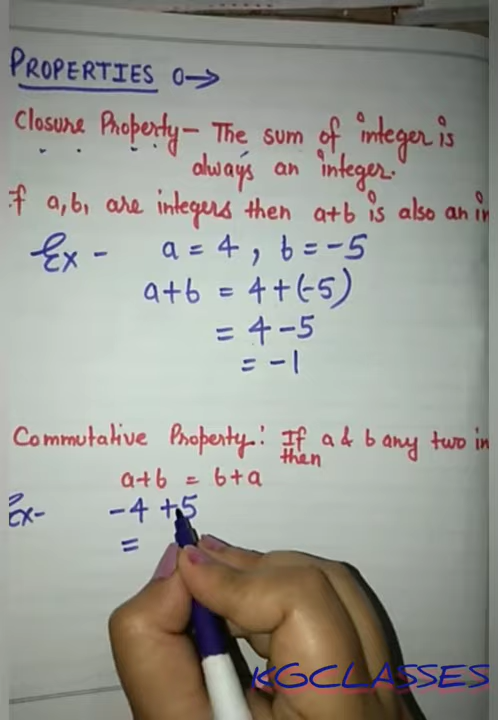 PROPERTIES o→
Closure Property- The sum of integer is
always an integer.
If a,b, are integers then a+b is also an in
Ex - a = 4 , b = -5
a+b = 4+(-5)
= 4-5
= -1
Commutative Property: If a & b any two in
then
a+b = b+a
Ex- -4 +5
=
KGCLASSES